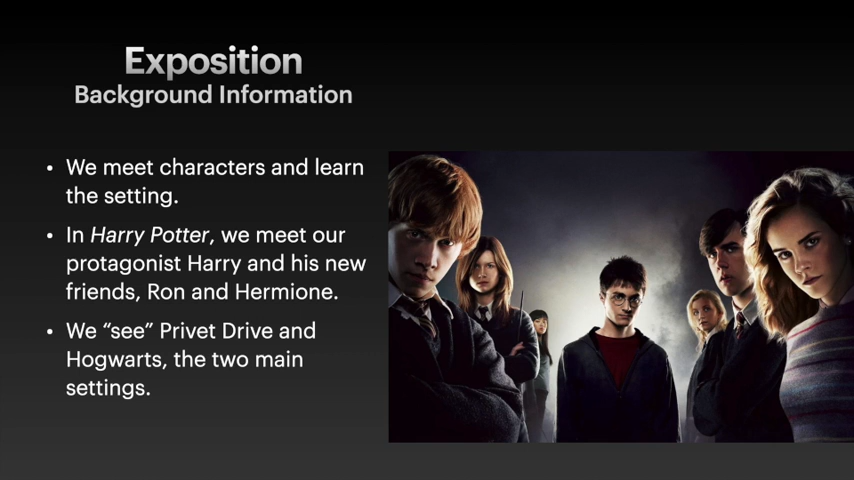 Exposition
Background Information
• We meet characters and learn
the setting.
• In Harry Potter, we meet our
protagonist Harry and his new
friends, Ron and Hermione.
• We “see” Privet Drive and
Hogwarts, the two main
settings.